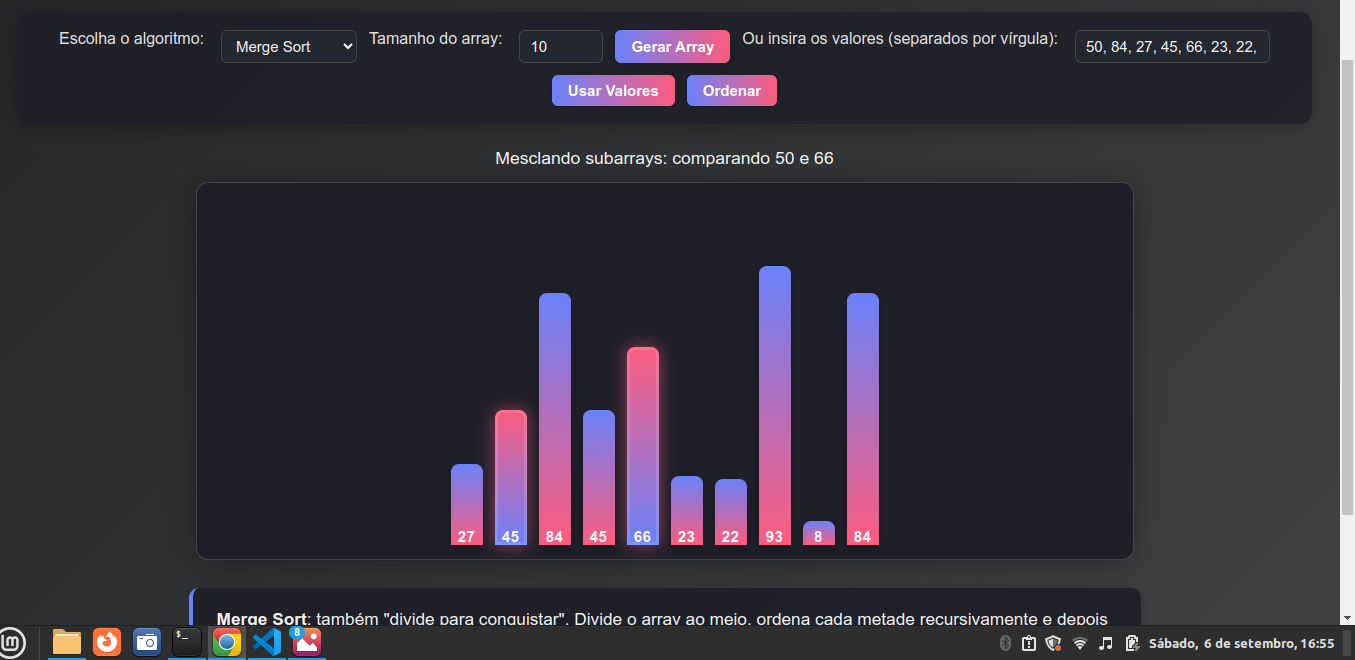 Escolha o algoritmo: Merge Sort Tamanho do array: 10 Gerar Array Ou insira os valores (separados por vírgula): 50, 84, 27, 45, 66, 23, 22,
Usar Valores Ordenar
Mesclando subarrays: comparando 50 e 66
27 45 84 45 66 23 22 93 8 84
Merge Sort: também "divide para conquistar". Divide o array ao meio, ordena cada metade recursivamente e depois
8 Sábado, 6 de setembro, 16:55